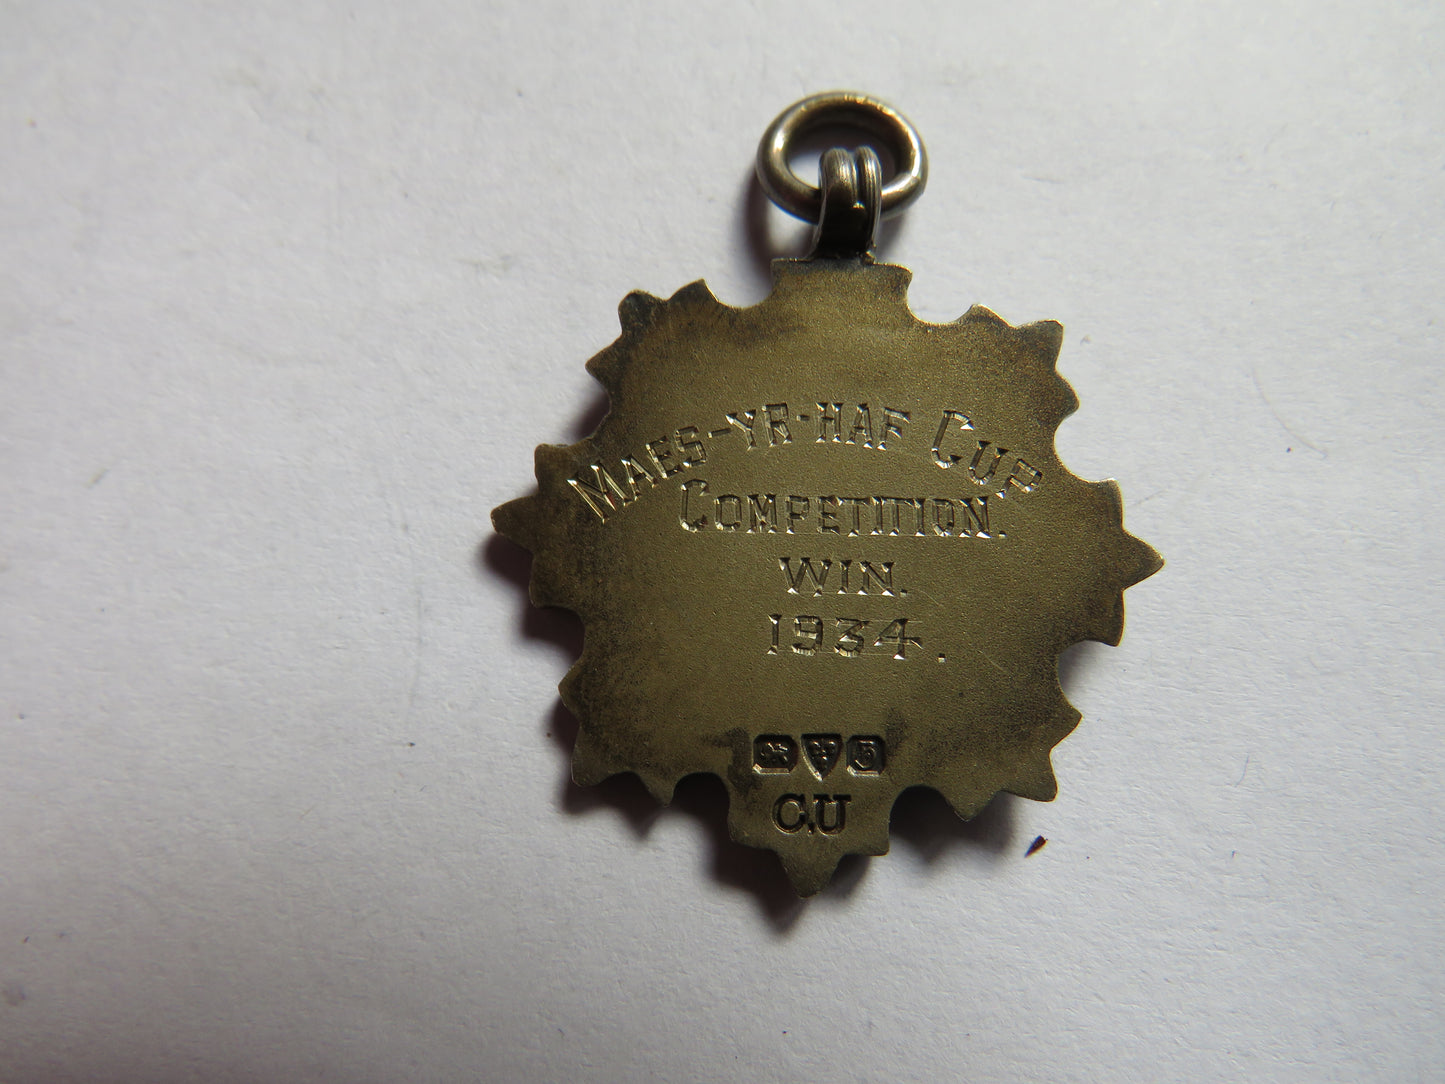 MAES-YR-HAF CUP
COMPETITION.
WIN.
1934.
C.U